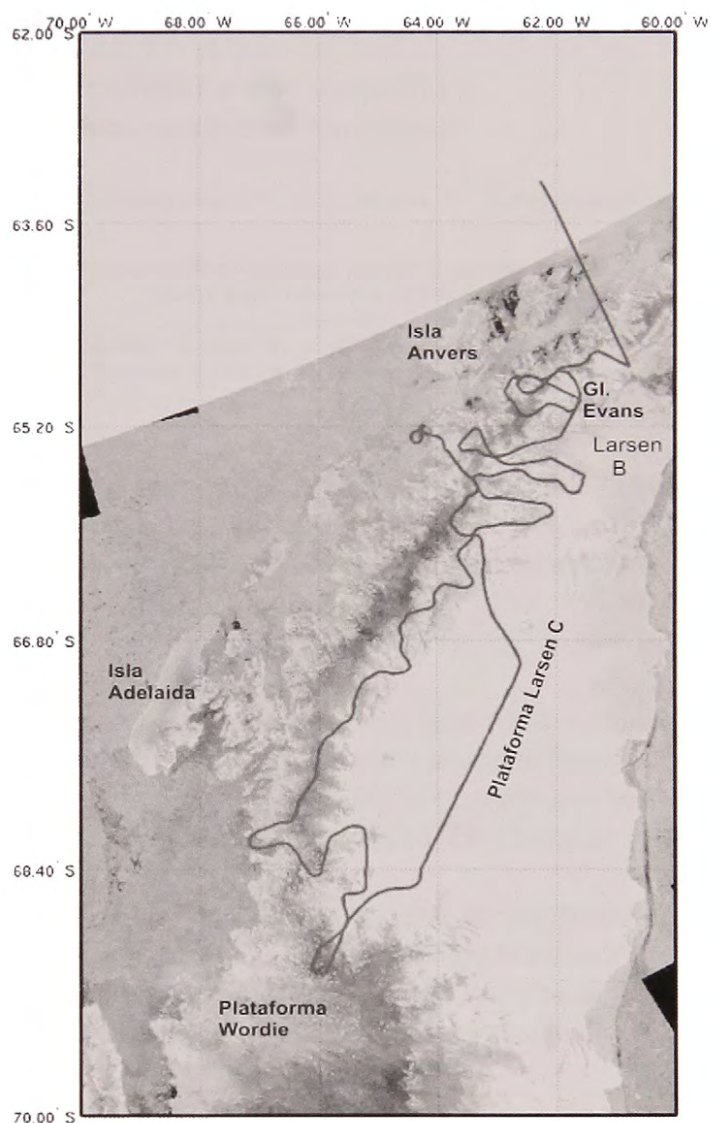 70.00° W 68.00° W 66.00° W 64.00° W 62.00° W 60.00° W
62.00° S
63.60° S
Isla
Anvers
Gl.
Evans
65.20° S
Larsen
B
66.80° S
Isla
Adelaida
Plataforma Larsen C
68.40° S
Plataforma
Wordie
70.00° S